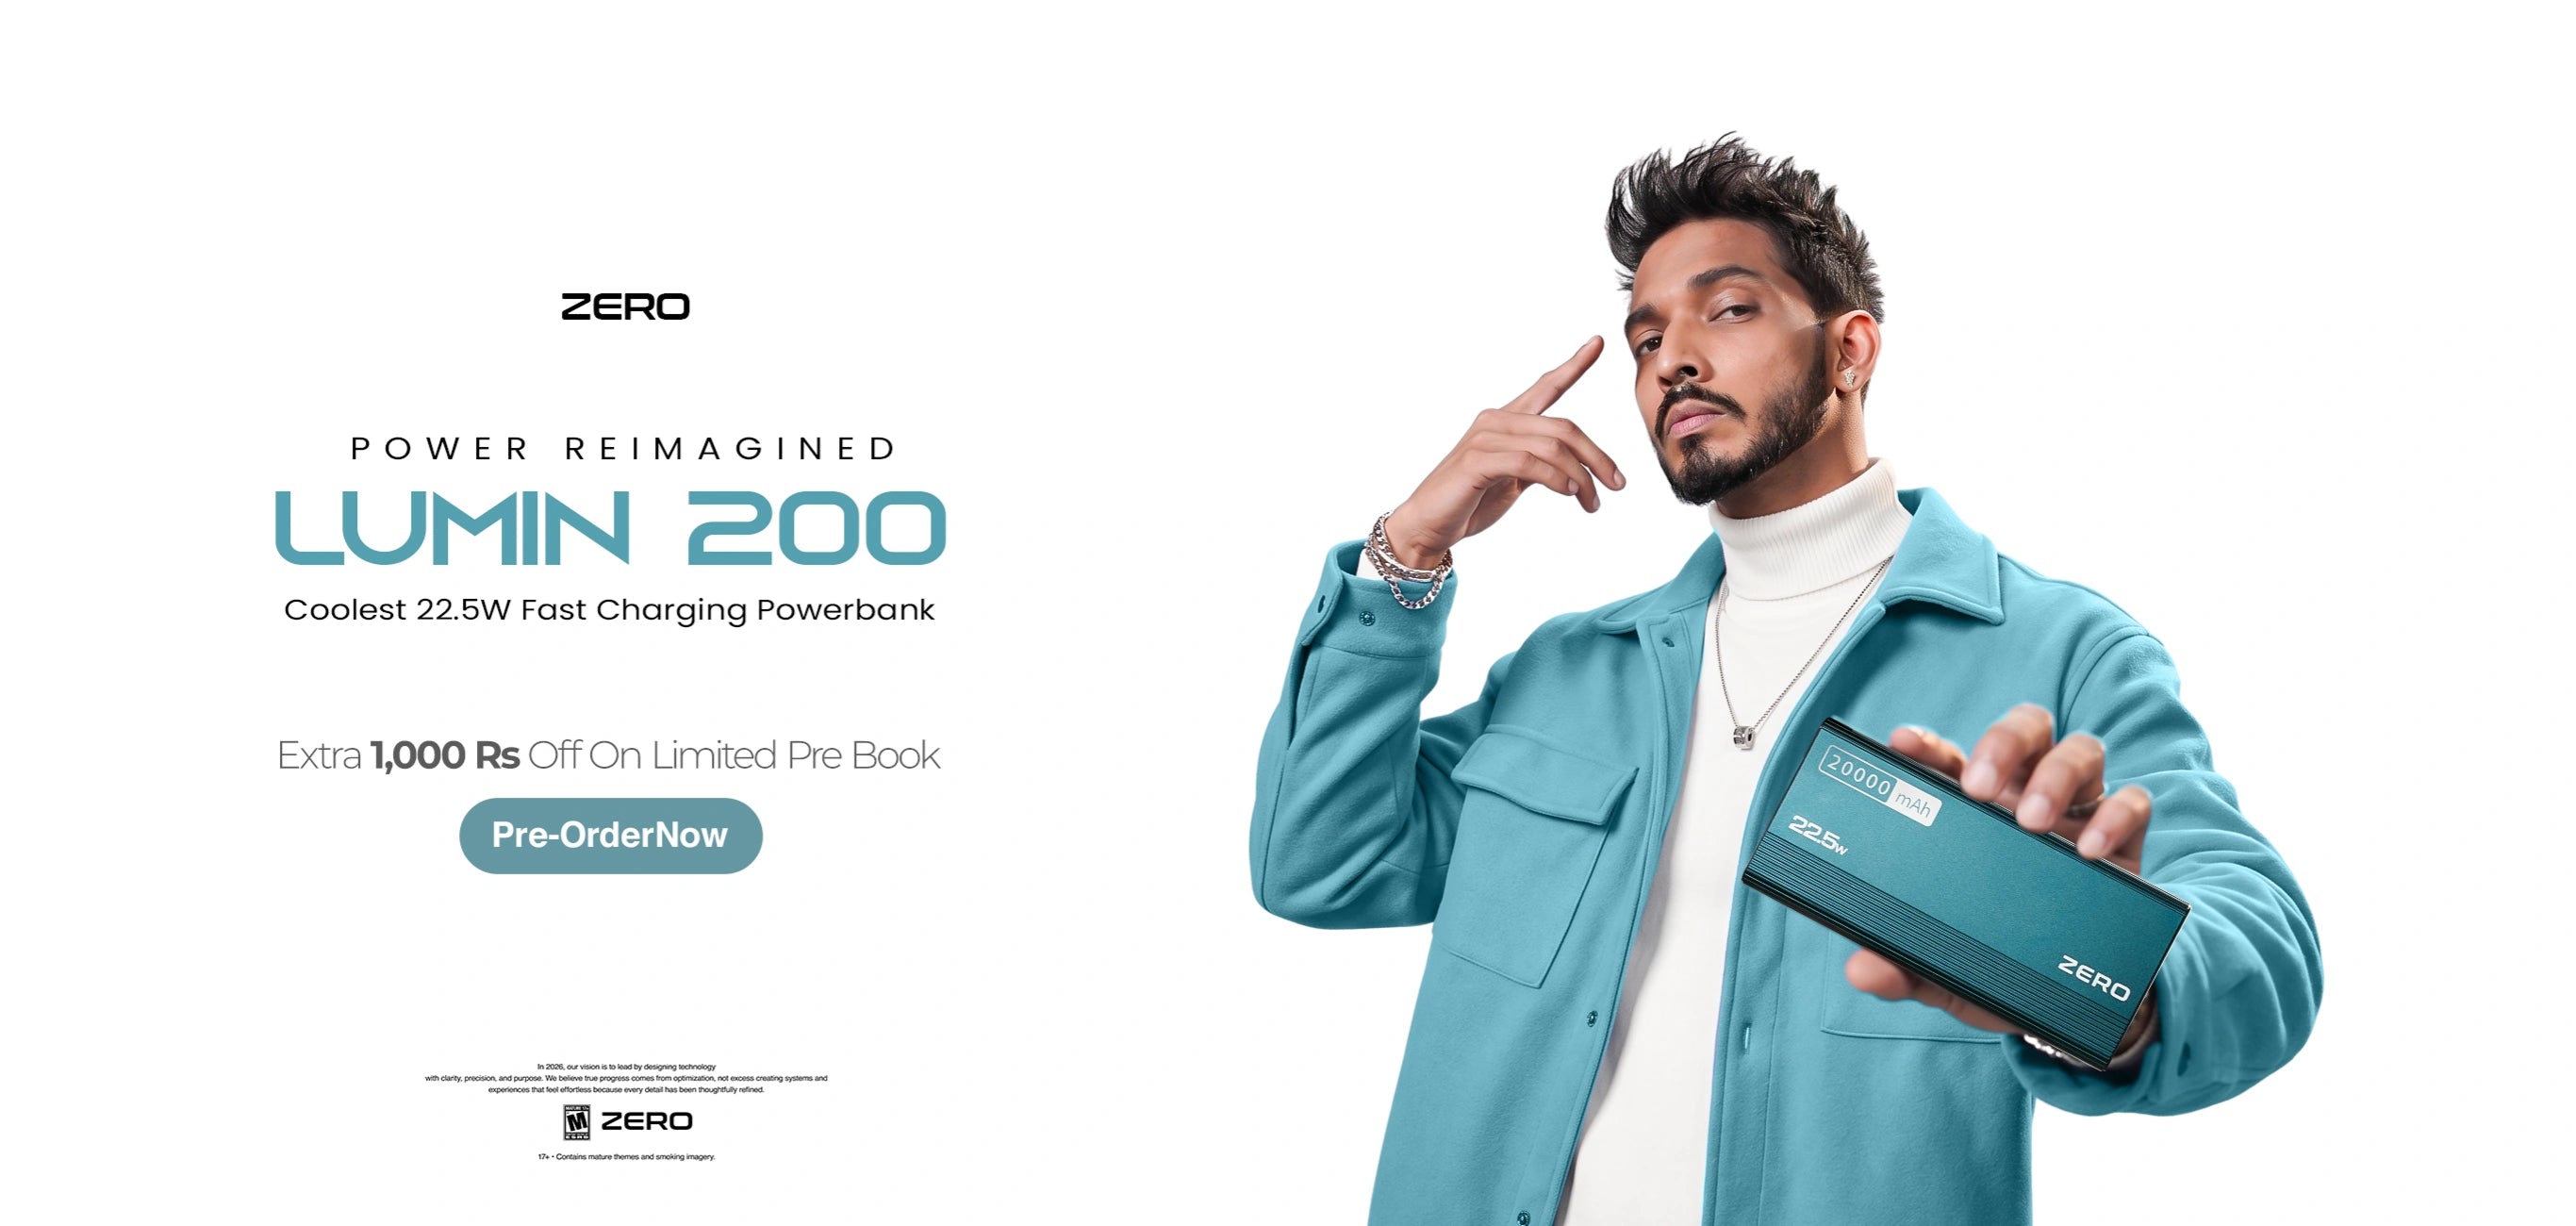 ZERO
POWER REIMAGINED
LUMIN 200
Coolest 22.5W Fast Charging Powerbank
Extra 1,000 Rs Off On Limited Pre Book
Pre-OrderNow
In 2026, our vision is to lead by designing technology
with clarity, precision, and purpose. We believe true progress comes from optimization, not excess creating systems and
experiences that feel effortless because every detail has been thoughtfully refined.
MATURE 17+
M
ESRB
ZERO
17+ • Contains mature themes and smoking imagery.
20000 mAh
22.5W
ZERO